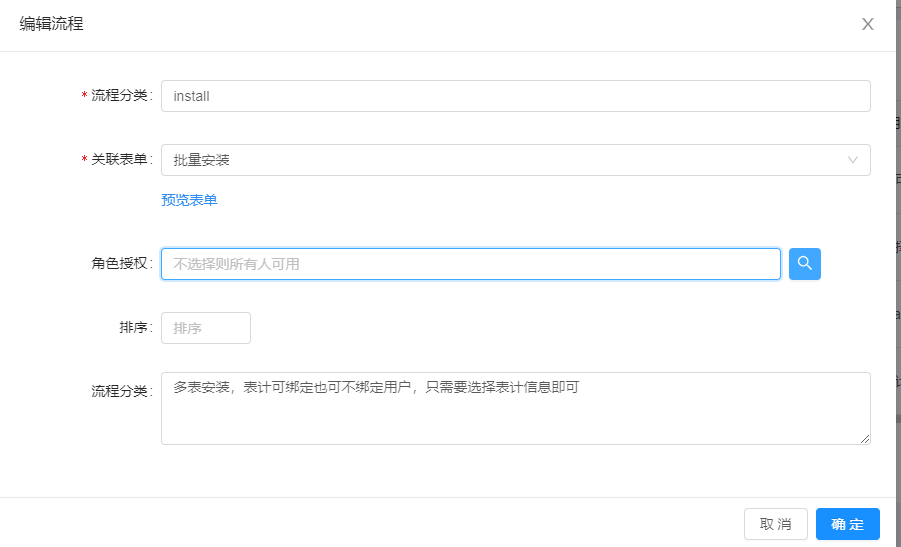 编辑流程 X
* 流程分类: install
* 关联表单: 批量安装
预览表单
角色授权: 不选择则所有人可用
排序: 排序
流程分类: 多表安装，表计可绑定也可不绑定用户，只需要选择表计信息即可
取消 确定